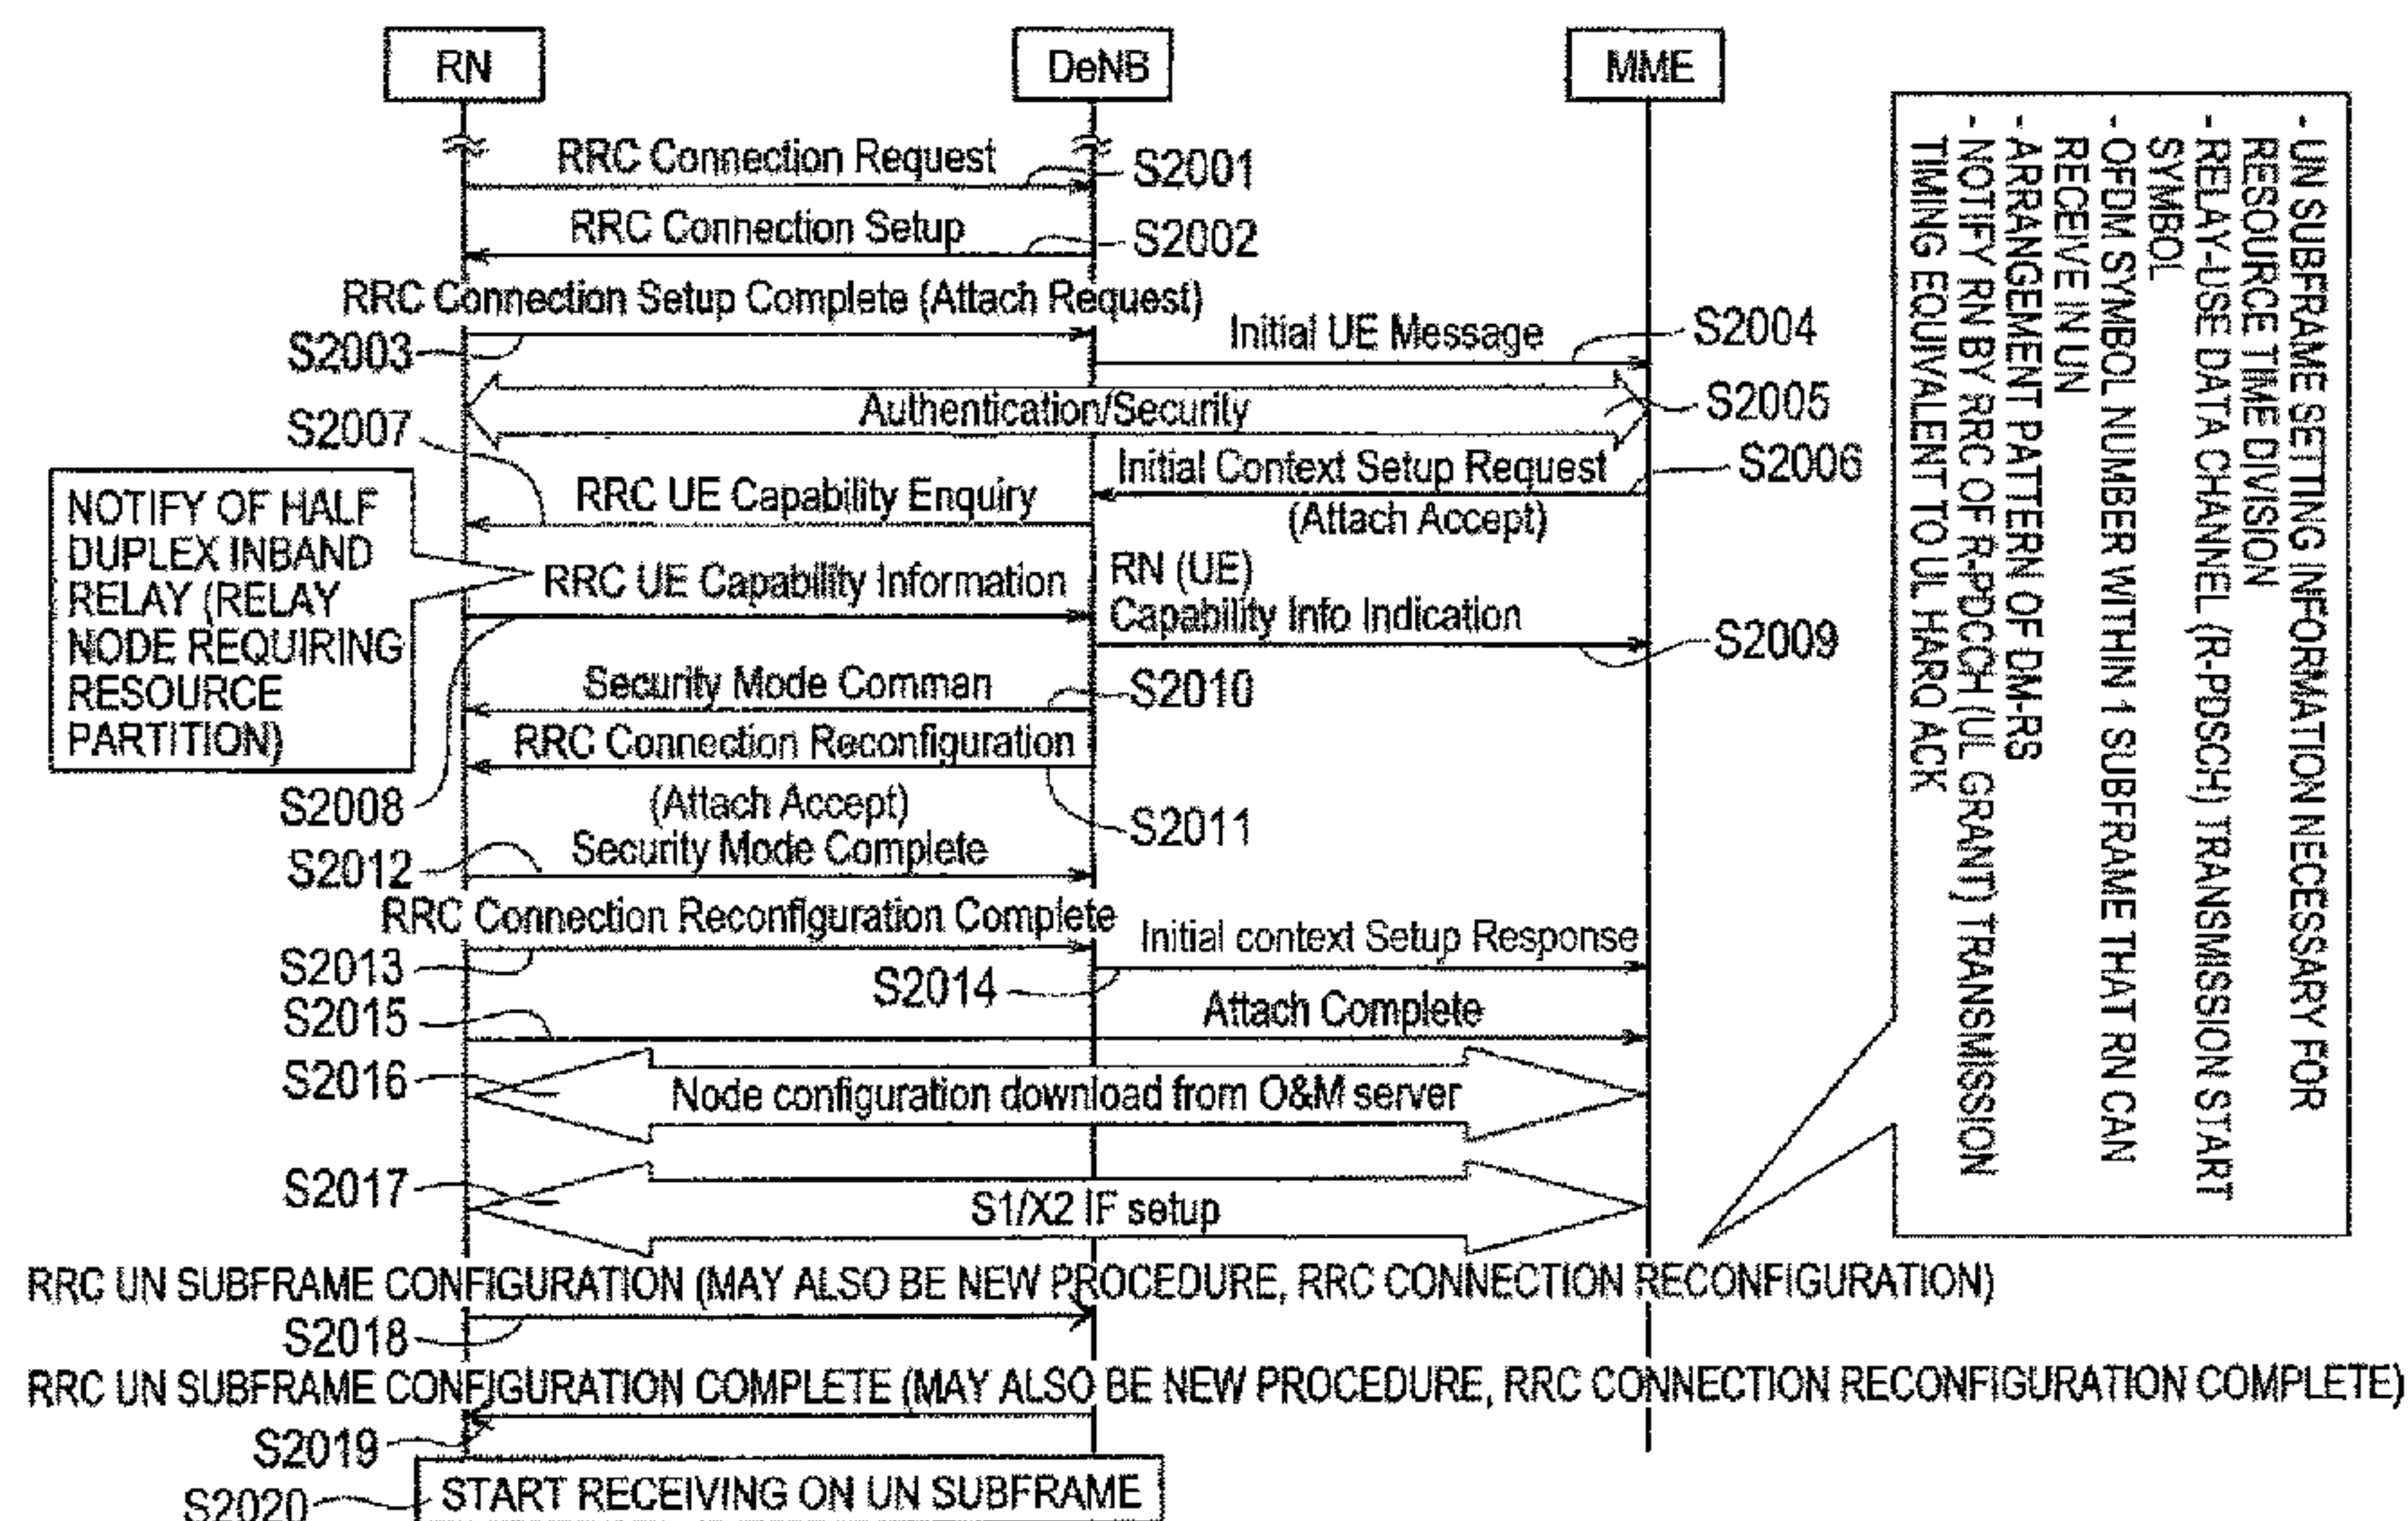 RN
DeNB
MME
RRC Connection Request
S2001
RRC Connection Setup
S2002
RRC Connection Setup Complete (Attach Request)
S2003
Initial UE Message
S2004
Authentication/Security
S2005
S2007
Initial Context Setup Request
S2006
(Attach Accept)
RRC UE Capability Enquiry
NOTIFY OF HALF
DUPLEX INBAND
RELAY (RELAY
NODE REQUIRING
RESOURCE
PARTITION)
RRC UE Capability Information
RN (UE)
Capability Info Indication
S2009
Security Mode Comman
S2010
RRC Connection Reconfiguration
S2008
(Attach Accept)
S2011
Security Mode Complete
S2012
RRC Connection Reconfiguration Complete
S2013
Initial context Setup Response
S2014
S2015
Attach Complete
S2016
Node configuration download from O&M server
S2017
S1/X2 IF setup
RRC UN SUBFRAME CONFIGURATION (MAY ALSO BE NEW PROCEDURE, RRC CONNECTION RECONFIGURATION)
S2018
RRC UN SUBFRAME CONFIGURATION COMPLETE (MAY ALSO BE NEW PROCEDURE, RRC CONNECTION RECONFIGURATION COMPLETE)
S2019
S2020
START RECEIVING ON UN SUBFRAME
- UN SUBFRAME SETTING INFORMATION NECESSARY FOR
RESOURCE TIME DIVISION
- RELAY-USE DATA CHANNEL (R-PDSCH) TRANSMISSION START
SYMBOL
- OFDM SYMBOL NUMBER WITHIN 1 SUBFRAME THAT RN CAN
RECEIVE IN UN
- ARRANGEMENT PATTERN OF DM-RS
- NOTIFY RN BY RRC OF R-PDCCH (UL GRANT) TRANSMISSION
TIMING EQUIVALENT TO UL HARQ ACK